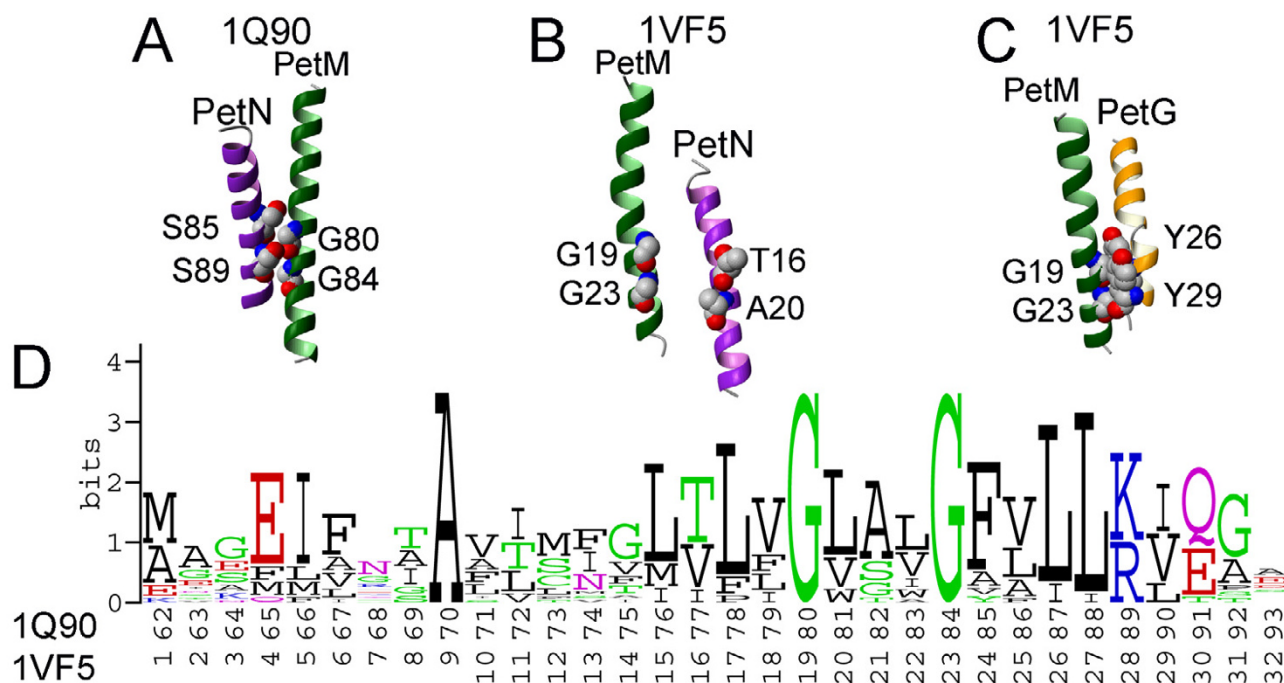 A 1Q90
PetM
PetN
S85
S89
G80
G84
B 1VF5
PetM
PetN
G19
G23
T16
A20
C 1VF5
PetM
PetG
G19
G23
Y26
Y29
D
bits
4
3
2
1
0
1Q90 62 63 64 65 66 67 68 69 70 71 72 73 74 75 76 77 78 79 80 81 82 83 84 85 86 87 88 89 90 91 92 93
1VF5 1 2 3 4 5 6 7 8 9 10 11 12 13 14 15 16 17 18 19 20 21 22 23 24 25 26 27 28 29 30 31 32
M A G E I F N T A V I M F G L T L V G L A L G F V L L K I Q G
A